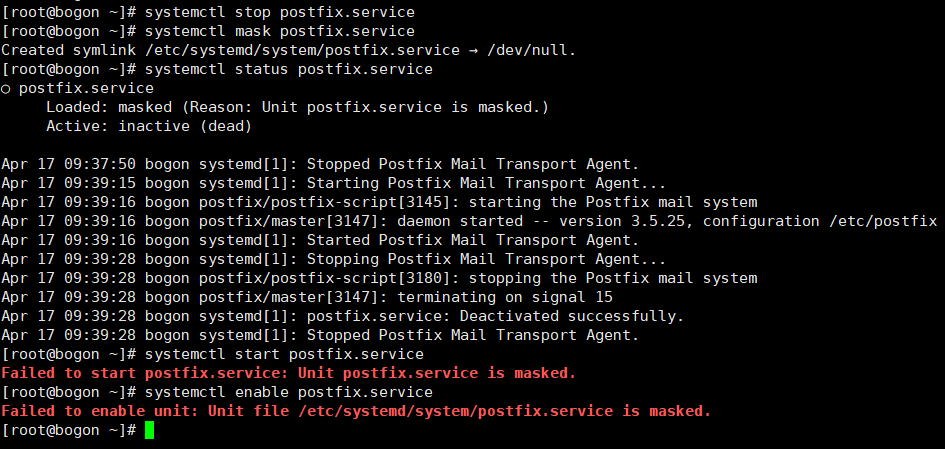 [root@bogon ~]# systemctl stop postfix.service
[root@bogon ~]# systemctl mask postfix.service
Created symlink /etc/systemd/system/postfix.service → /dev/null.
[root@bogon ~]# systemctl status postfix.service
○ postfix.service
     Loaded: masked (Reason: Unit postfix.service is masked.)
     Active: inactive (dead)

Apr 17 09:37:50 bogon systemd[1]: Stopped Postfix Mail Transport Agent.
Apr 17 09:39:15 bogon systemd[1]: Starting Postfix Mail Transport Agent...
Apr 17 09:39:16 bogon postfix/postfix-script[3145]: starting the Postfix mail system
Apr 17 09:39:16 bogon postfix/master[3147]: daemon started -- version 3.5.25, configuration /etc/postfix
Apr 17 09:39:16 bogon systemd[1]: Started Postfix Mail Transport Agent.
Apr 17 09:39:28 bogon systemd[1]: Stopping Postfix Mail Transport Agent...
Apr 17 09:39:28 bogon postfix/postfix-script[3180]: stopping the Postfix mail system
Apr 17 09:39:28 bogon postfix/master[3147]: terminating on signal 15
Apr 17 09:39:28 bogon systemd[1]: postfix.service: Deactivated successfully.
Apr 17 09:39:28 bogon systemd[1]: Stopped Postfix Mail Transport Agent.
[root@bogon ~]# systemctl start postfix.service
Failed to start postfix.service: Unit postfix.service is masked.
[root@bogon ~]# systemctl enable postfix.service
Failed to enable unit: Unit file /etc/systemd/system/postfix.service is masked.
[root@bogon ~]#